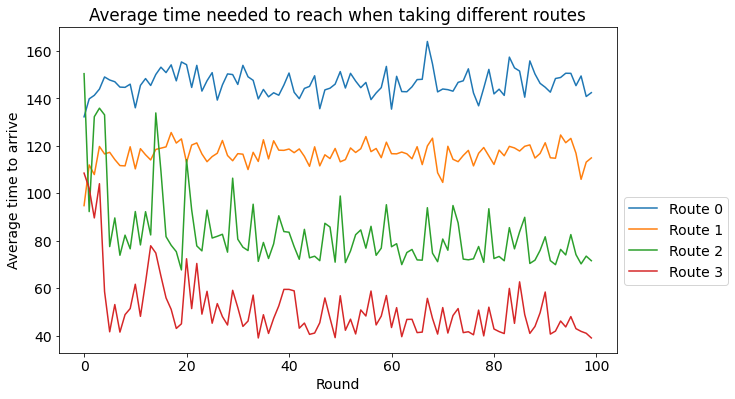 Average time needed to reach when taking different routes
Average time to arrive
160
140
120
100
80
60
40
0
20
40
60
80
100
Round
Route 0
Route 1
Route 2
Route 3